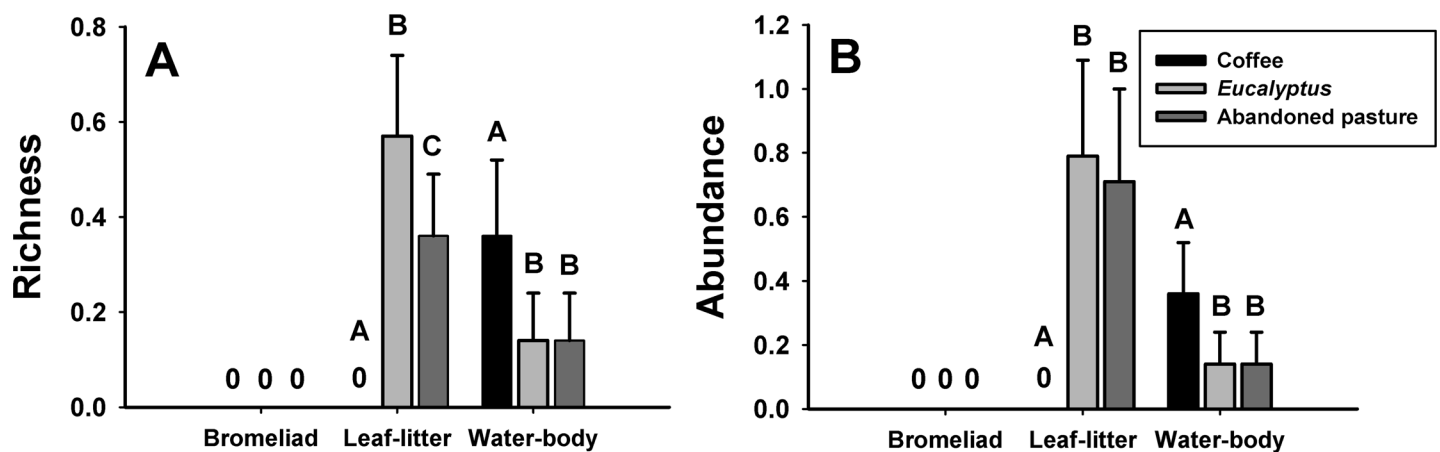 A
Richness
0.8
0.6
0.4
0.2
0.0
0 0 0
A
0
B
C
A
B
B
Bromeliad Leaf-litter Water-body
B
Abundance
1.2
1.0
0.8
0.6
0.4
0.2
0.0
0 0 0
A
0
B
B
A
B
B
Bromeliad Leaf-litter Water-body
Coffee
Eucalyptus
Abandoned pasture